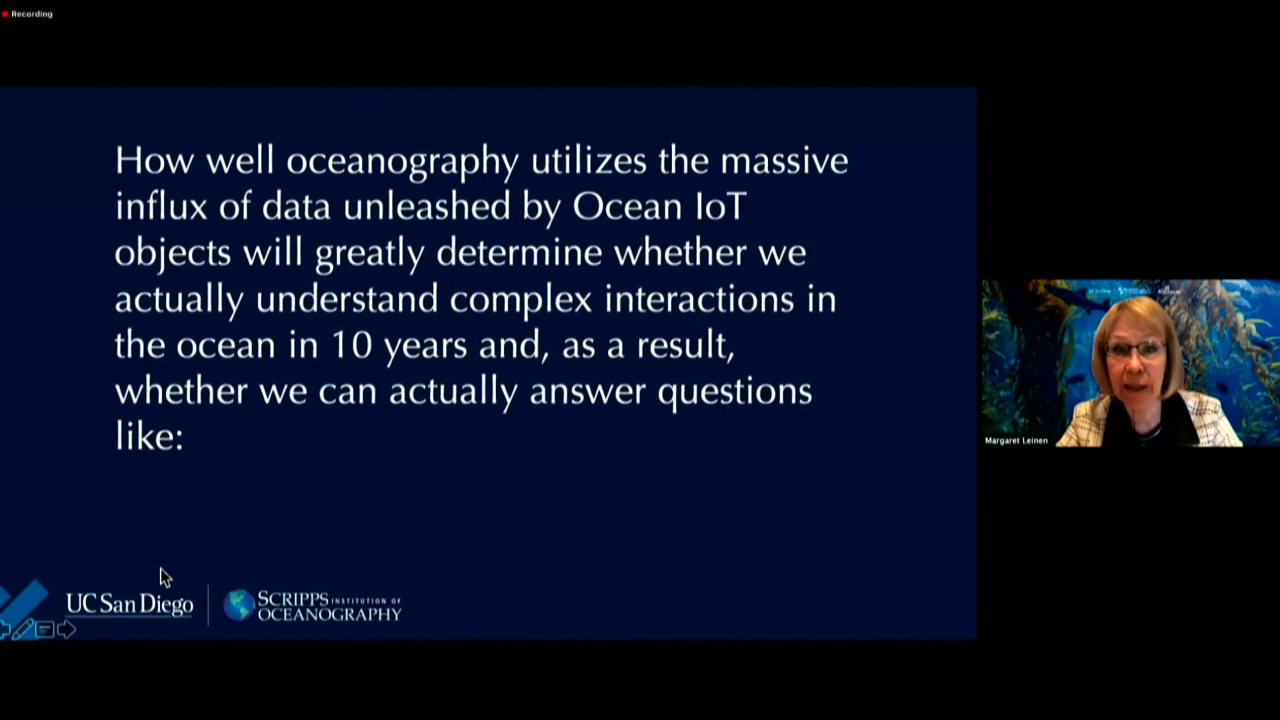 Recording
How well oceanography utilizes the massive
influx of data unleashed by Ocean IoT
objects will greatly determine whether we
actually understand complex interactions in
the ocean in 10 years and, as a result,
whether we can actually answer questions
like:
Margaret Leinen
UC San Diego
SCRIPPS INSTITUTION OF
OCEANOGRAPHY